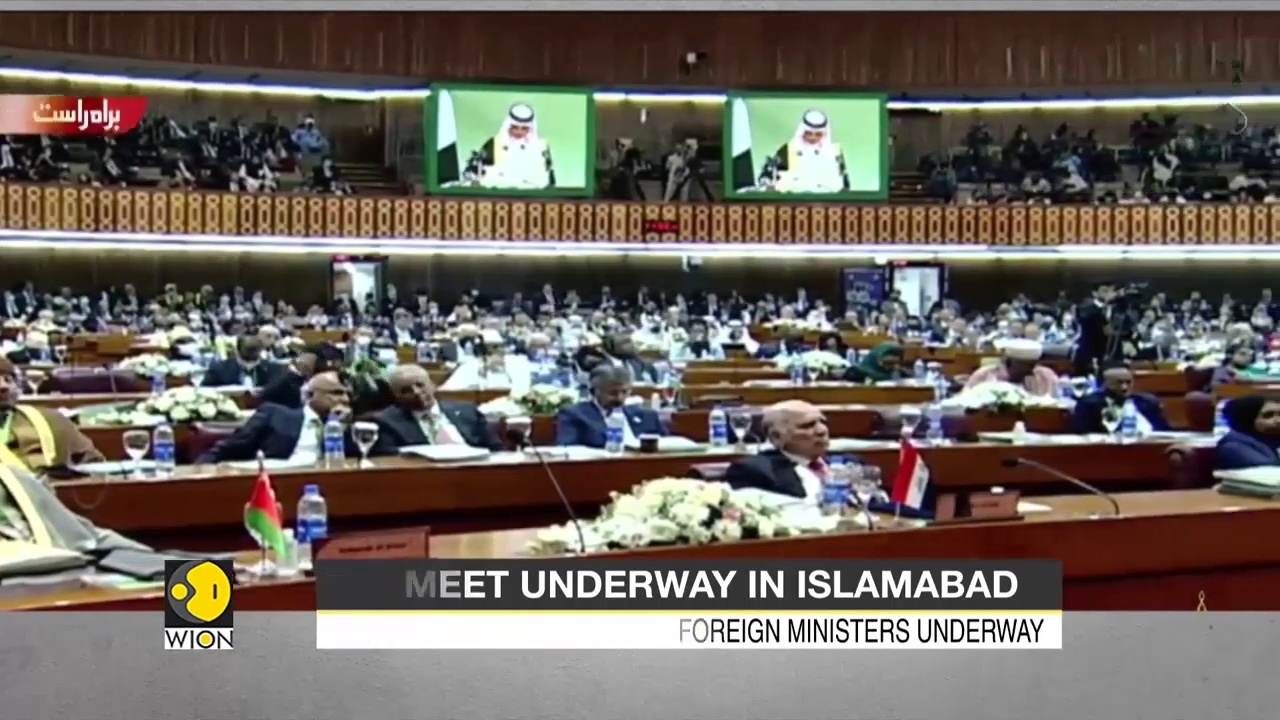 براہ راست
MEET UNDERWAY IN ISLAMABAD
FOREIGN MINISTERS UNDERWAY
WION